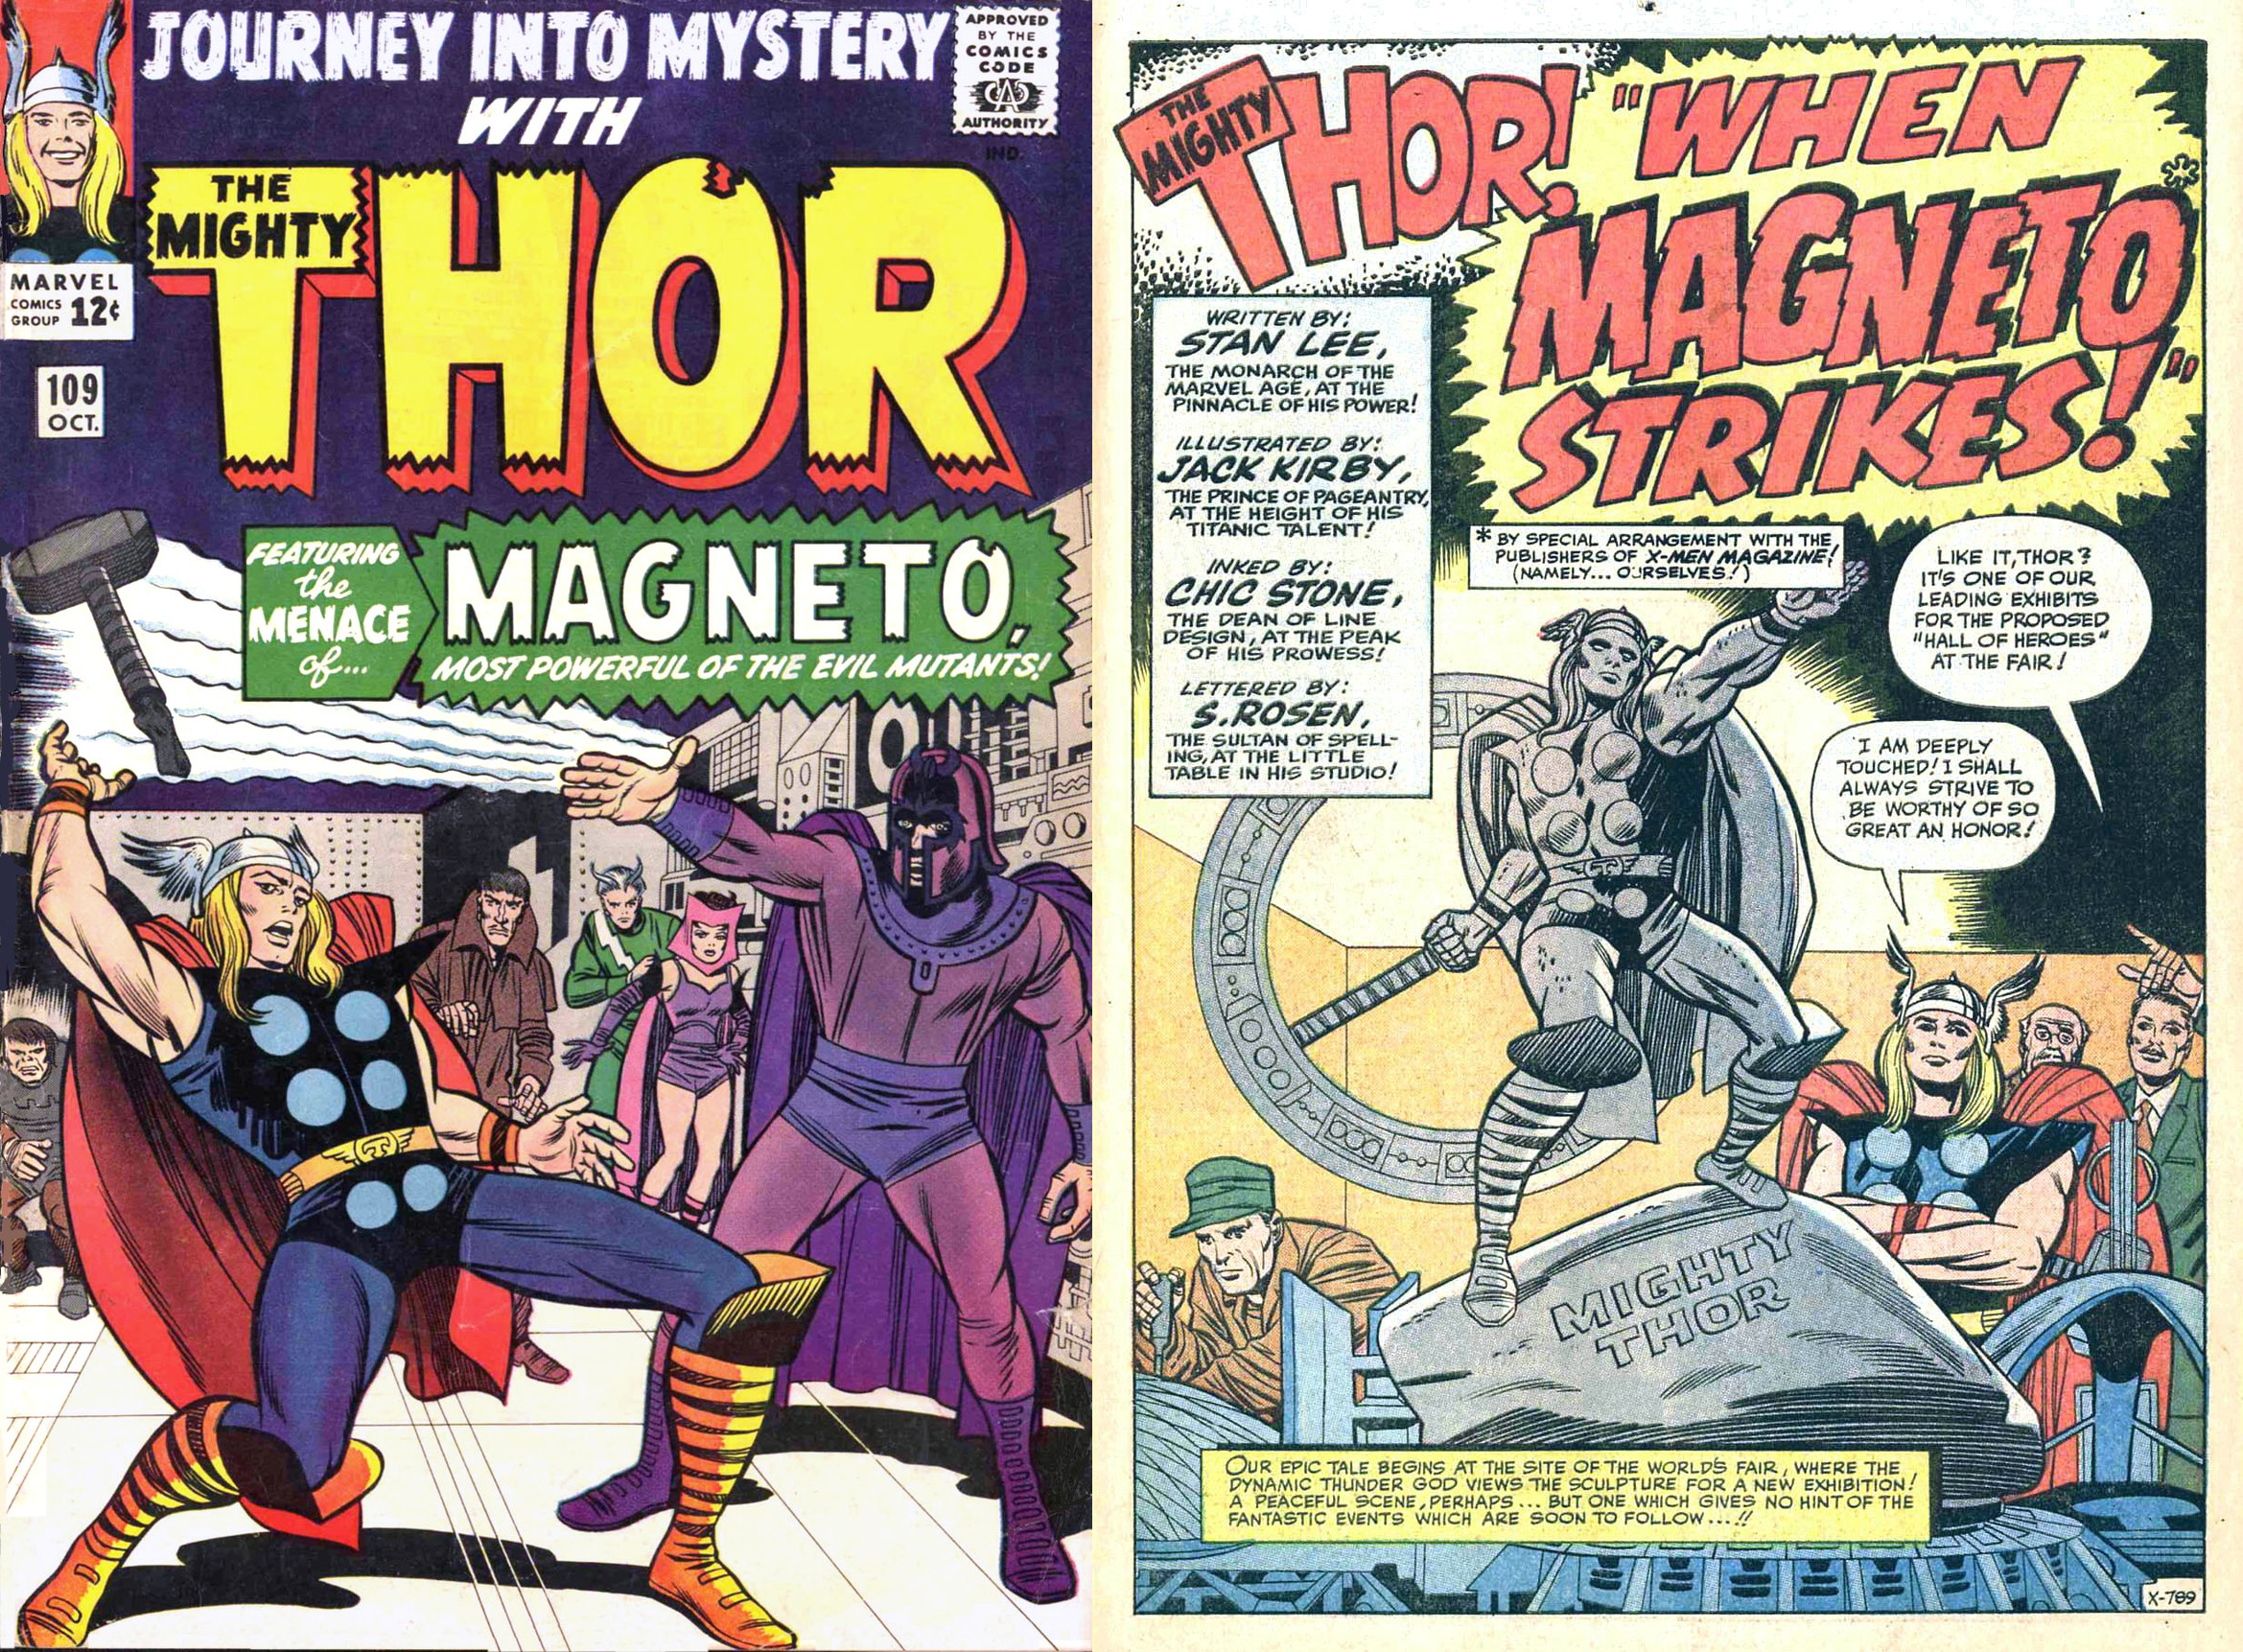 JOURNEY INTO MYSTERY
WITH
THE
MIGHTY
THOR
APPROVED
BY THE
COMICS
CODE
CA
AUTHORITY
IND.
MARVEL
COMICS
GROUP 12¢
109
OCT.
FEATURING
the
MENACE
of...
MAGNETO,
MOST POWERFUL OF THE EVIL MUTANTS!
THE
MIGHTY
THOR!
"WHEN
MAGNETO*
STRIKES!"
WRITTEN BY:
STAN LEE,
THE MONARCH OF THE
MARVEL AGE, AT THE
PINNACLE OF HIS POWER!
ILLUSTRATED BY:
JACK KIRBY,
THE PRINCE OF PAGEANTRY,
AT THE HEIGHT OF HIS
TITANIC TALENT!
INKED BY:
CHIC STONE,
THE DEAN OF LINE
DESIGN, AT THE PEAK
OF HIS PROWESS!
LETTERED BY:
S. ROSEN,
THE SULTAN OF SPELL-
ING, AT THE LITTLE
TABLE IN HIS STUDIO!
* BY SPECIAL ARRANGEMENT WITH THE
PUBLISHERS OF X-MEN MAGAZINE!
(NAMELY... OURSELVES!)
LIKE IT, THOR?
IT'S ONE OF OUR
LEADING EXHIBITS
FOR THE PROPOSED
"HALL OF HEROES"
AT THE FAIR!
I AM DEEPLY
TOUCHED! I SHALL
ALWAYS STRIVE TO
BE WORTHY OF SO
GREAT AN HONOR!
MIGHTY
THOR
OUR EPIC TALE BEGINS AT THE SITE OF THE WORLD'S FAIR, WHERE THE
DYNAMIC THUNDER GOD VIEWS THE SCULPTURE FOR A NEW EXHIBITION!
A PEACEFUL SCENE, PERHAPS... BUT ONE WHICH GIVES NO HINT OF THE
FANTASTIC EVENTS WHICH ARE SOON TO FOLLOW...!!
X-789